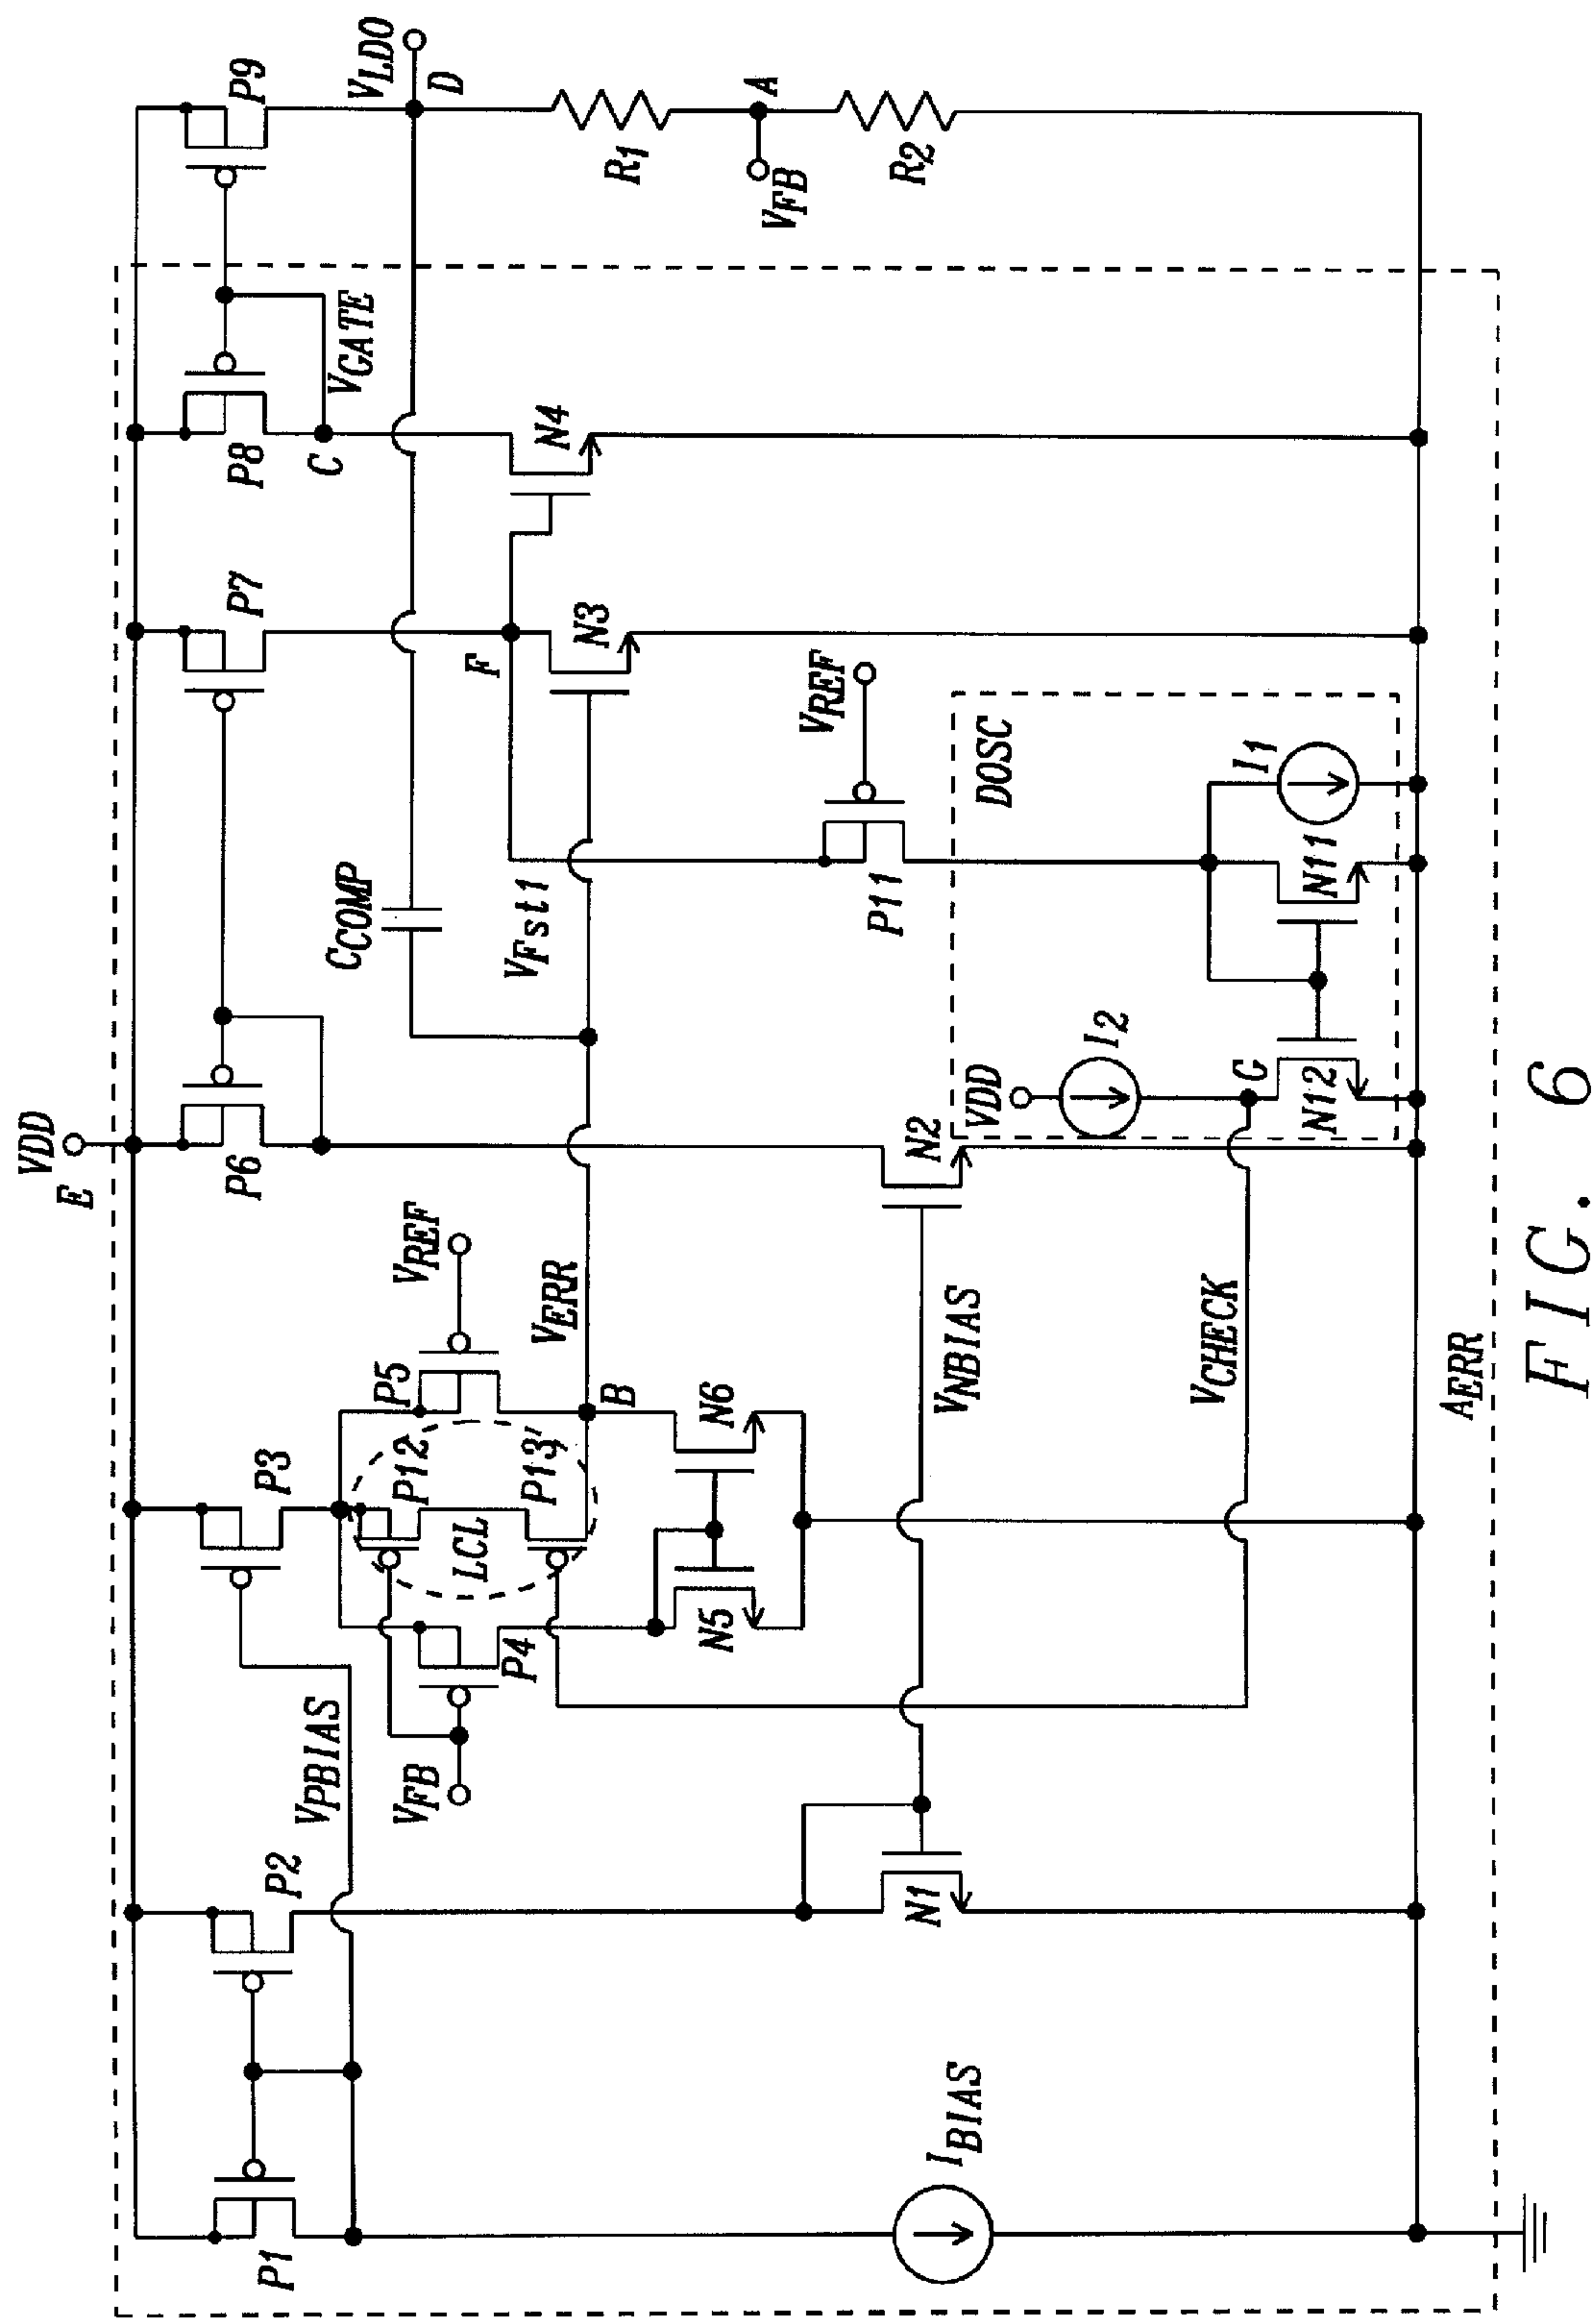 VDD
E
P1
P2
P3
P6
P7
P8
P9
VPBIAS
VGATE
C
VLDO
D
VFB
P4
P12
LCL
P13'
P5
VREF
VERR
B
CCOMP
VFst1
F
N3
N4
R1
A
VFB
R2
N5
N6
VNBIAS
N1
N2
IBIAS
VCHECK
P11
VREF
DOSC
VDD
I2
G
N12
N11
I1
AERR
FIG. 6